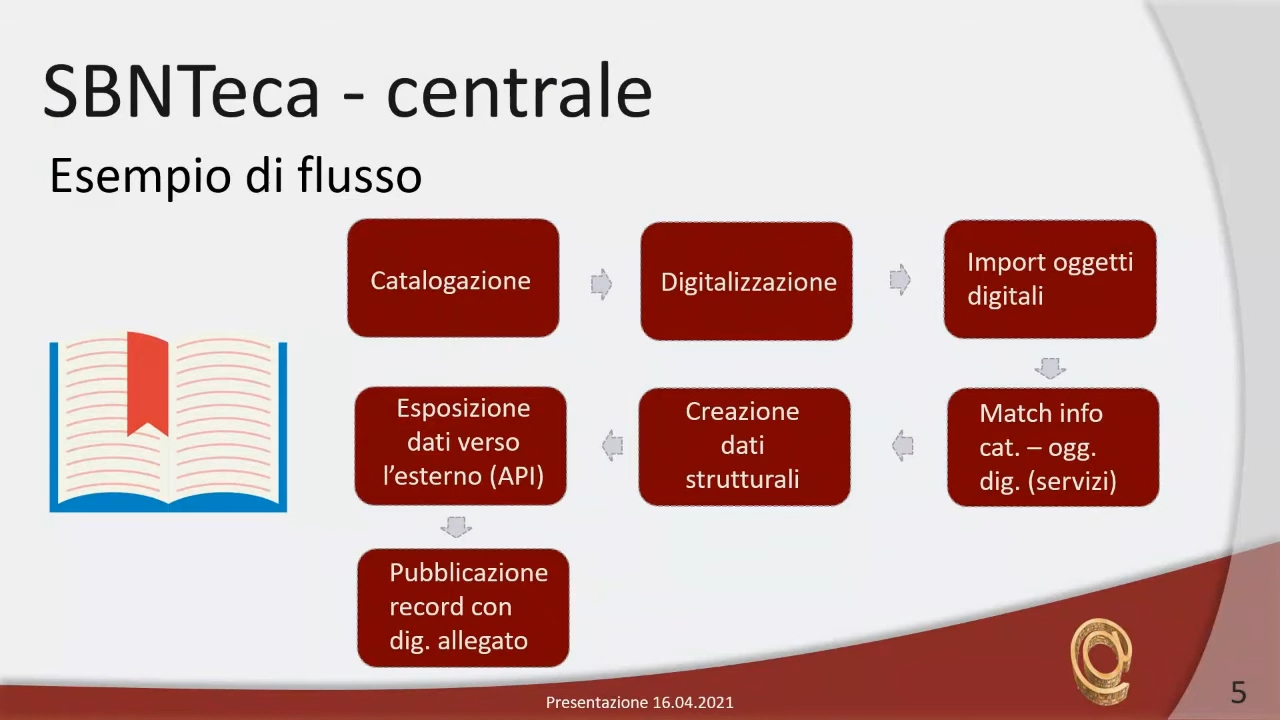 SBNTeca - centrale
Esempio di flusso
Catalogazione
Digitalizzazione
Import oggetti
digitali
Match info
cat. – ogg.
dig. (servizi)
Creazione
dati
strutturali
Esposizione
dati verso
l’esterno (API)
Pubblicazione
record con
dig. allegato
Presentazione 16.04.2021
5